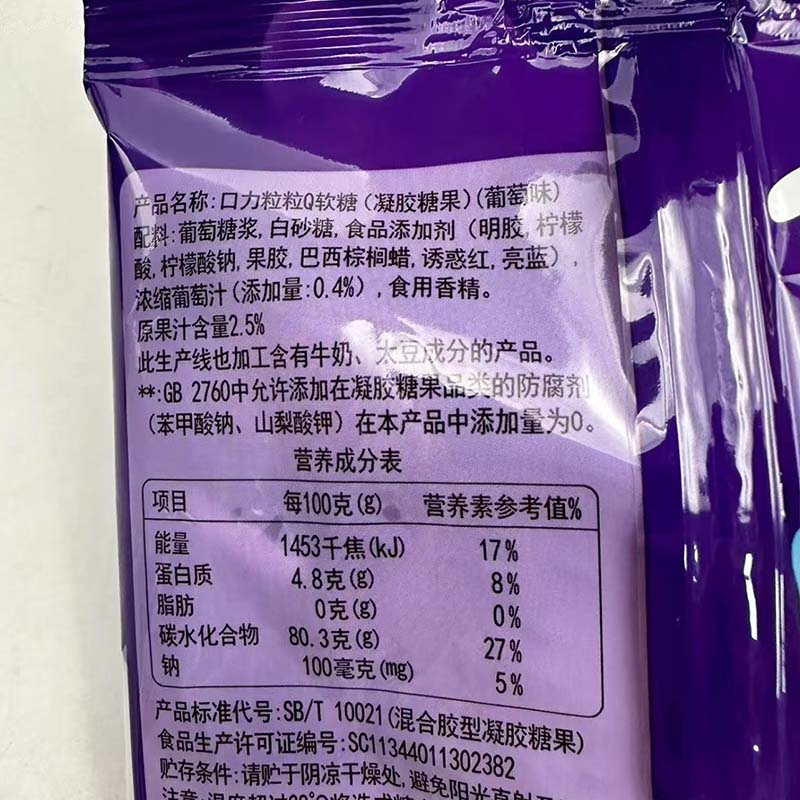 产品名称:口力粒粒Q软糖(凝胶糖果)(葡萄味)
配料:葡萄糖浆,白砂糖,食品添加剂(明胶,柠檬
酸,柠檬酸钠,果胶,巴西棕榈蜡,诱惑红,亮蓝),
浓缩葡萄汁(添加量:0.4%),食用香精。
原果汁含量2.5%
此生产线也加工含有牛奶、大豆成分的产品。
**:GB 2760中允许添加在凝胶糖果品类的防腐剂
(苯甲酸钠、山梨酸钾)在本产品中添加量为0。
营养成分表
项目 每100克(g) 营养素参考值%
能量 1453千焦(kJ) 17%
蛋白质 4.8克(g) 8%
脂肪 0克(g) 0%
碳水化合物 80.3克(g) 27%
钠 100毫克(mg) 5%
产品标准代号:SB/T 10021(混合胶型凝胶糖果)
食品生产许可证编号:SC11344011302382
贮存条件:请贮于阴凉干燥处,避免阳光直射